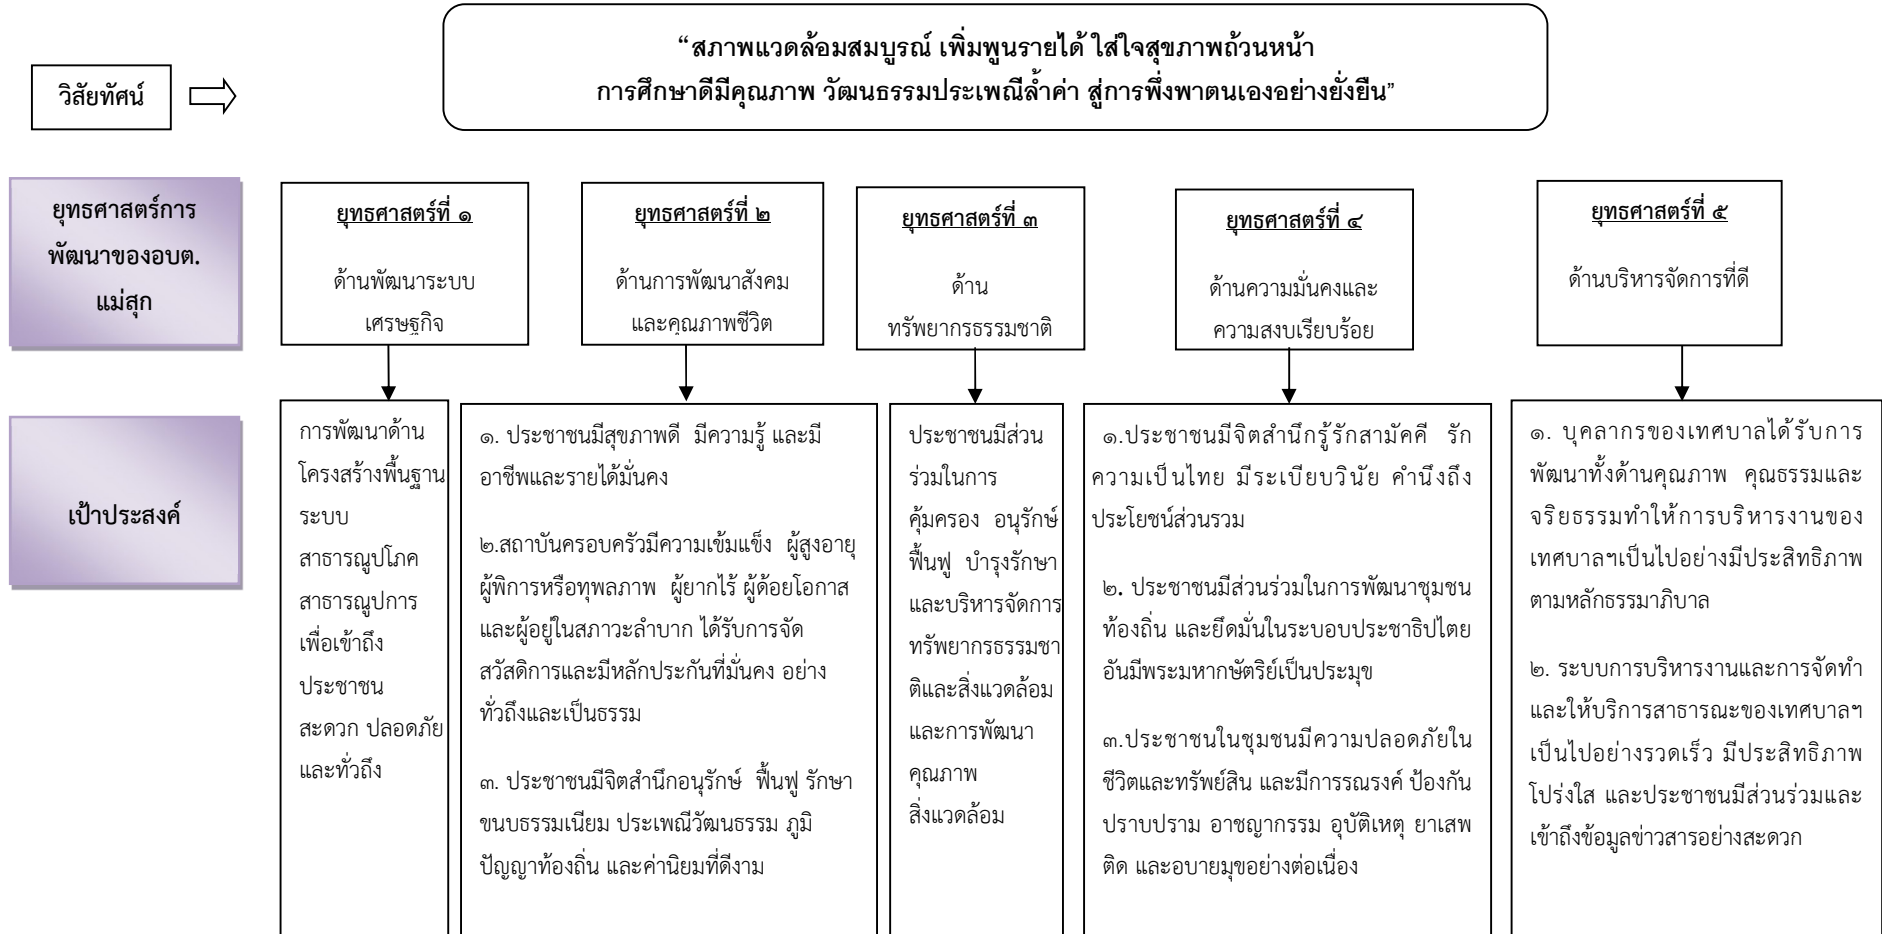 “สภาพแวดล้อมสมบูรณ์ เพิ่มพูนรายได้ ใส่ใจสุขภาพถ้วนหน้า
การศึกษาดีมีคุณภาพ วัฒนธรรมประเพณีล้ำค่า สู่การพึ่งพาตนเองอย่างยั่งยืน”
วิสัยทัศน์
ยุทธศาสตร์การ
พัฒนาของอบต.
แม่สุก
ยุทธศาสตร์ที่ ๑
ด้านพัฒนาระบบ
เศรษฐกิจ
ยุทธศาสตร์ที่ ๒
ด้านการพัฒนาสังคม
และคุณภาพชีวิต
ยุทธศาสตร์ที่ ๓
ด้าน
ทรัพยากรธรรมชาติ
ยุทธศาสตร์ที่ ๔
ด้านความมั่นคงและ
ความสงบเรียบร้อย
ยุทธศาสตร์ที่ ๕
ด้านบริหารจัดการที่ดี
เป้าประสงค์
การพัฒนาด้าน
โครงสร้างพื้นฐาน
ระบบ
สาธารณูปโภค
สาธารณูปการ
เพื่อเข้าถึง
ประชาชน
สะดวก ปลอดภัย
และทั่วถึง
๑. ประชาชนมีสุขภาพดี มีความรู้ และมี
อาชีพและรายได้มั่นคง
๒.สถาบันครอบครัวมีความเข้มแข็ง ผู้สูงอายุ
ผู้พิการหรือทุพลภาพ ผู้ยากไร้ ผู้ด้อยโอกาส
และผู้อยู่ในสภาวะลำบาก ได้รับการจัด
สวัสดิการและมีหลักประกันที่มั่นคง อย่าง
ทั่วถึงและเป็นธรรม
๓. ประชาชนมีจิตสำนึกอนุรักษ์ ฟื้นฟู รักษา
ขนบธรรมเนียม ประเพณีวัฒนธรรม ภูมิ
ปัญญาท้องถิ่น และค่านิยมที่ดีงาม
ประชาชนมีส่วน
ร่วมในการ
คุ้มครอง อนุรักษ์
ฟื้นฟู บำรุงรักษา
และบริหารจัดการ
ทรัพยากรธรรมชา
ติและสิ่งแวดล้อม
และการพัฒนา
คุณภาพ
สิ่งแวดล้อม
๑.ประชาชนมีจิตสำนึกรู้รักสามัคคี รัก
ความเป็นไทย มีระเบียบวินัย คำนึงถึง
ประโยชน์ส่วนรวม
๒. ประชาชนมีส่วนร่วมในการพัฒนาชุมชน
ท้องถิ่น และยึดมั่นในระบอบประชาธิปไตย
อันมีพระมหากษัตริย์เป็นประมุข
๓.ประชาชนในชุมชนมีความปลอดภัยใน
ชีวิตและทรัพย์สิน และมีการรณรงค์ ป้องกัน
ปราบปราม อาชญากรรม อุบัติเหตุ ยาเสพ
ติด และอบายมุขอย่างต่อเนื่อง
๑. บุคลากรของเทศบาลได้รับการ
พัฒนาทั้งด้านคุณภาพ คุณธรรมและ
จริยธรรมทำให้การบริหารงานของ
เทศบาลฯเป็นไปอย่างมีประสิทธิภาพ
ตามหลักธรรมาภิบาล
๒. ระบบการบริหารงานและการจัดทำ
และให้บริการสาธารณะของเทศบาลฯ
เป็นไปอย่างรวดเร็ว มีประสิทธิภาพ
โปร่งใส และประชาชนมีส่วนร่วมและ
เข้าถึงข้อมูลข่าวสารอย่างสะดวก